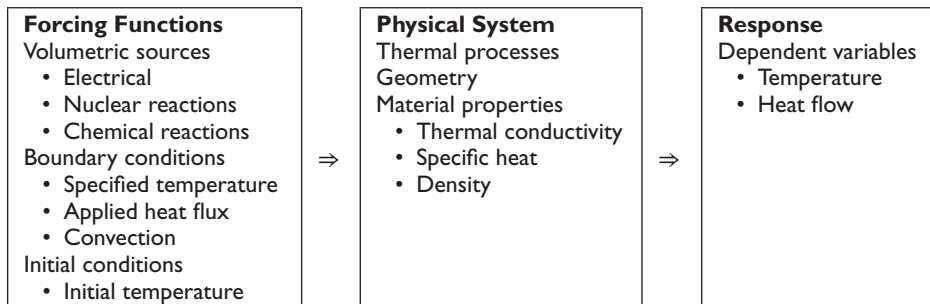 Forcing Functions
Volumetric sources
• Electrical
• Nuclear reactions
• Chemical reactions
Boundary conditions
• Specified temperature
• Applied heat flux
• Convection
Initial conditions
• Initial temperature
⇒
Physical System
Thermal processes
Geometry
Material properties
• Thermal conductivity
• Specific heat
• Density
⇒
Response
Dependent variables
• Temperature
• Heat flow